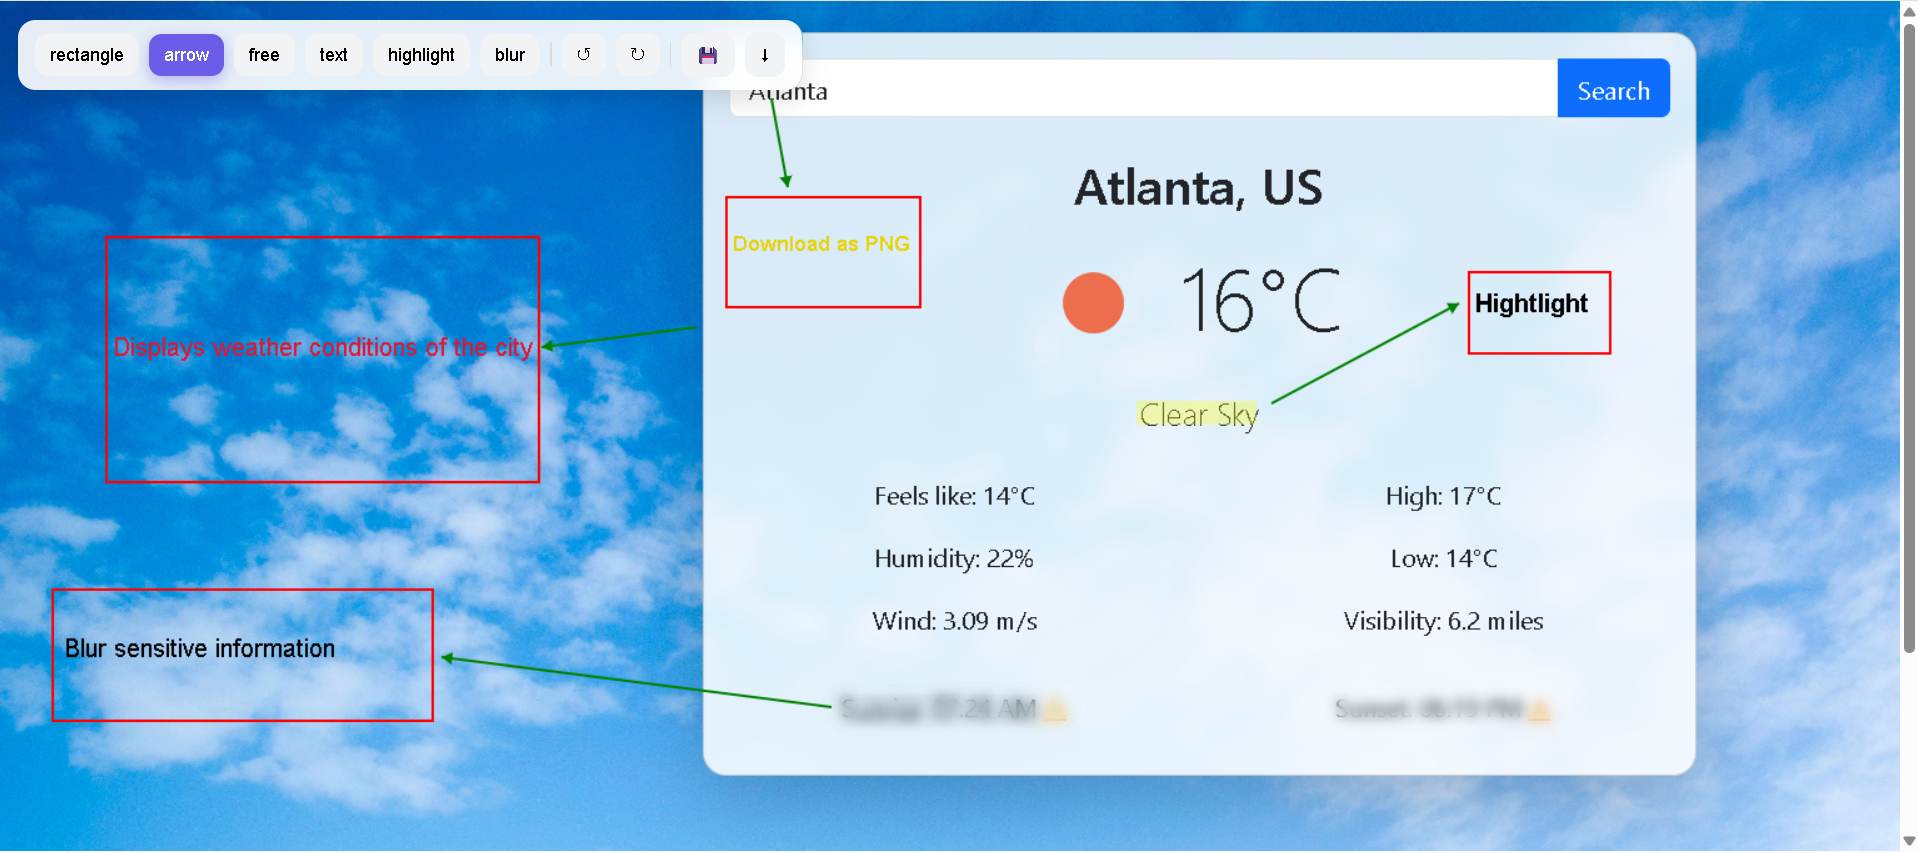 rectangle arrow free text highlight blur ↺ ↻ ↓
Atlanta
Search
Atlanta, US
Download as PNG
16°C
Hightlight
Displays weather conditions of the city
Clear Sky
Feels like: 14°C
High: 17°C
Humidity: 22%
Low: 14°C
Wind: 3.09 m/s
Visibility: 6.2 miles
Blur sensitive information
AM